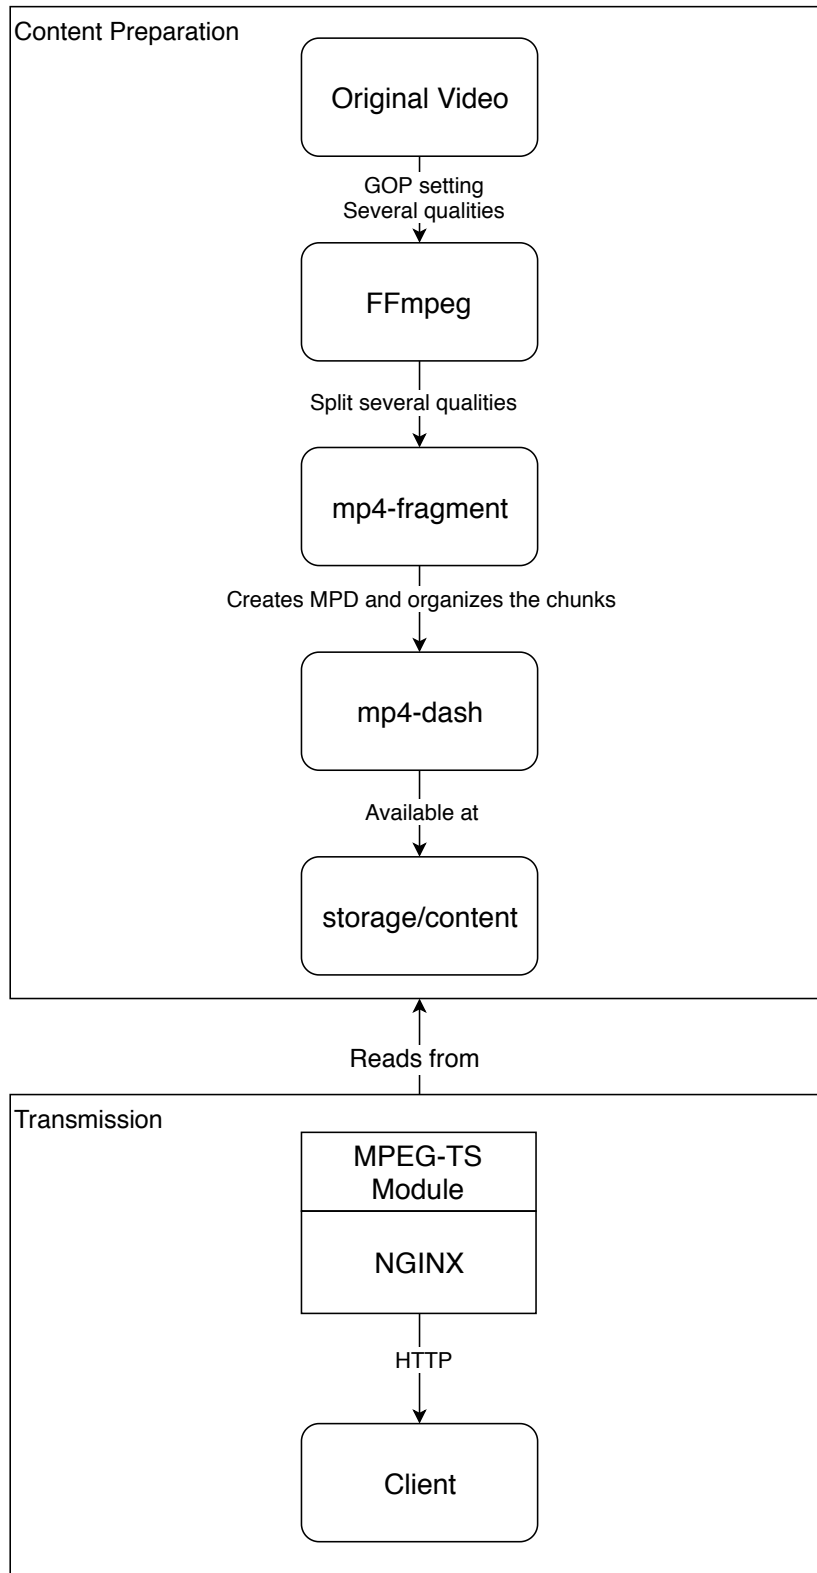 Content Preparation
Original Video
GOP setting
Several qualities
FFmpeg
Split several qualities
mp4-fragment
Creates MPD and organizes the chunks
mp4-dash
Available at
storage/content
Reads from
Transmission
MPEG-TS
Module
NGINX
HTTP
Client